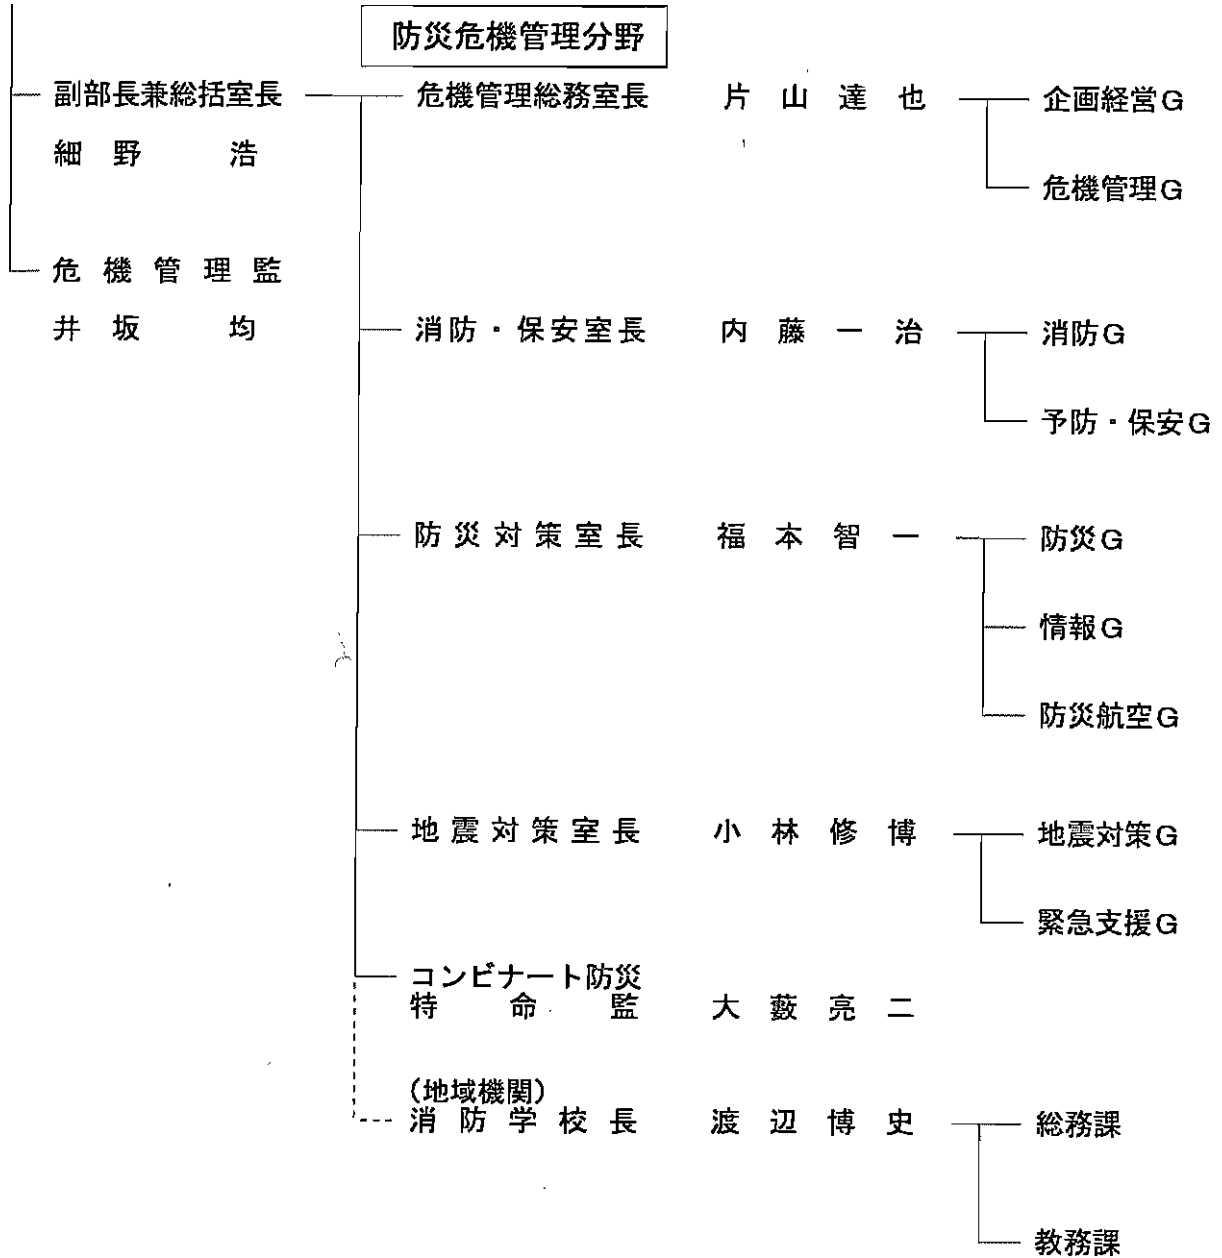 防災危機管理分野
副部長兼総括室長 危機管理総務室長 片山達也 企画経営G
細野 浩
危機管理G
危機管理監
井坂 均
消防・保安室長 内藤一治 消防G
予防・保安G
防災対策室長 福本智一 防災G
情報G
防災航空G
地震対策室長 小林修博 地震対策G
緊急支援G
コンビナート防災
特命監 大藪亮二
(地域機関)
消防学校長 渡辺博史 総務課
教務課